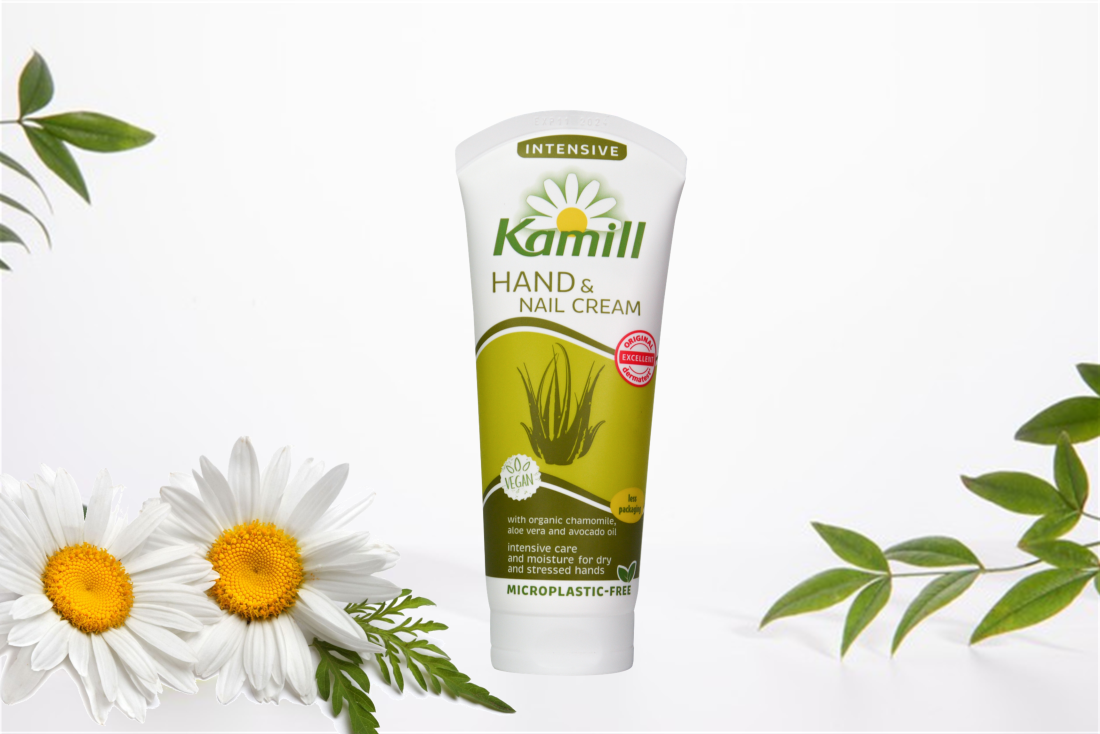 INTENSIVE
Kamill
HAND &
NAIL CREAM
ORIGINAL
EXCELLENT
dermatest
VEGAN
less
packaging
with organic chamomile,
aloe vera and avocado oil
intensive care
and moisture for dry
and stressed hands
MICROPLASTIC-FREE